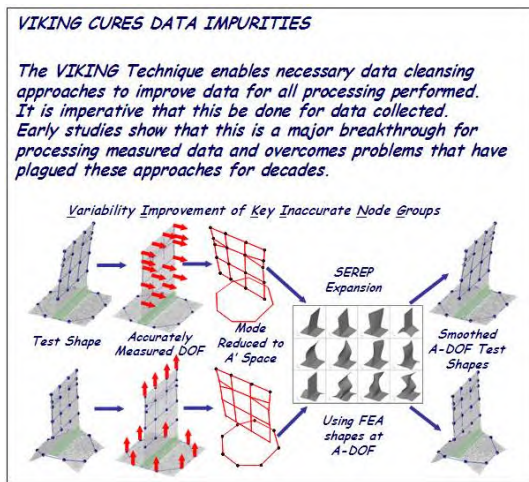 VIKING CURES DATA IMPURITIES
The VIKING Technique enables necessary data cleansing
approaches to improve data for all processing performed.
It is imperative that this be done for data collected.
Early studies show that this is a major breakthrough for
processing measured data and overcomes problems that have
plagued these approaches for decades.
Variability Improvement of Key Inaccurate Node Groups
SEREP
Expansion
Test Shape
Accurately
Measured DOF
Mode
Reduced to
A' Space
Smoothed
A-DOF Test
Shapes
Using FEA
shapes at
A-DOF